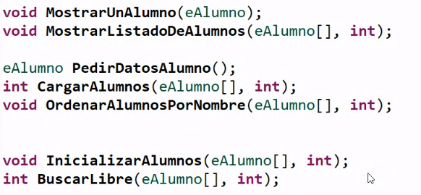 void MostrarUnAlumno(eAlumno);
void MostrarListadoDeAlumnos(eAlumno[], int);
eAlumno PedirDatosAlumno();
int CargarAlumnos(eAlumno[], int);
void OrdenarAlumnosPorNombre(eAlumno[], int);
void InicializarAlumnos(eAlumno[], int);
int BuscarLibre(eAlumno[], int);